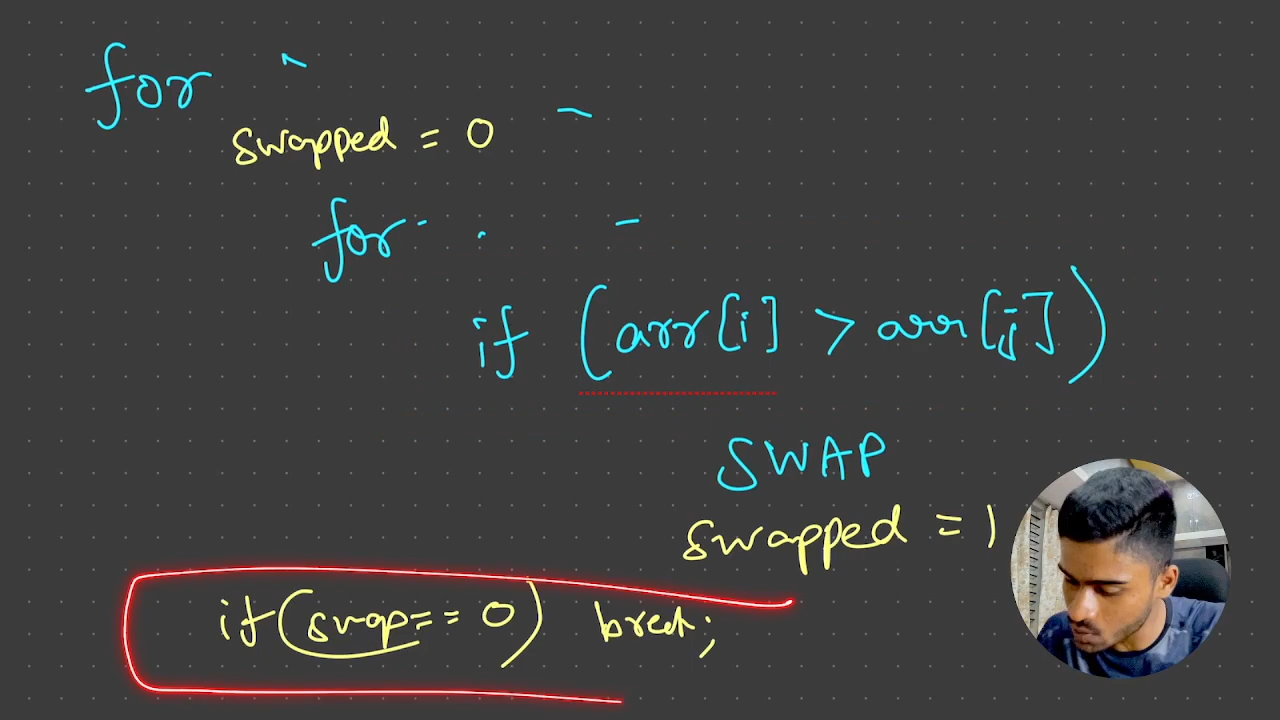 for
swapped = 0
for
if (arr[i] > arr[j])
SWAP
swapped = 1
if(swap== 0) break;